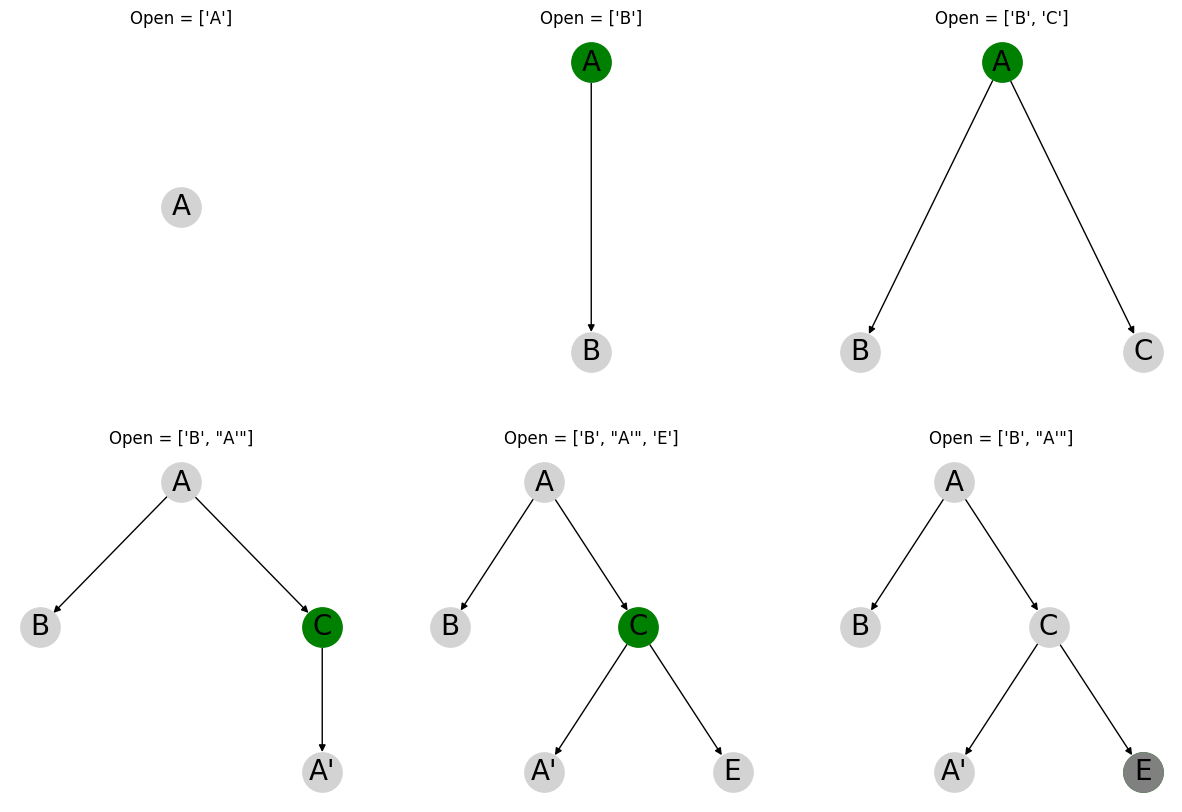 Open = ['A']
A
Open = ['B']
A
B
Open = ['B', 'C']
A
B
C
Open = ['B', "A'"]
A
B
C
A'
Open = ['B', "A'", 'E']
A
B
C
A'
E
Open = ['B', "A'"]
A
B
C
A'
E